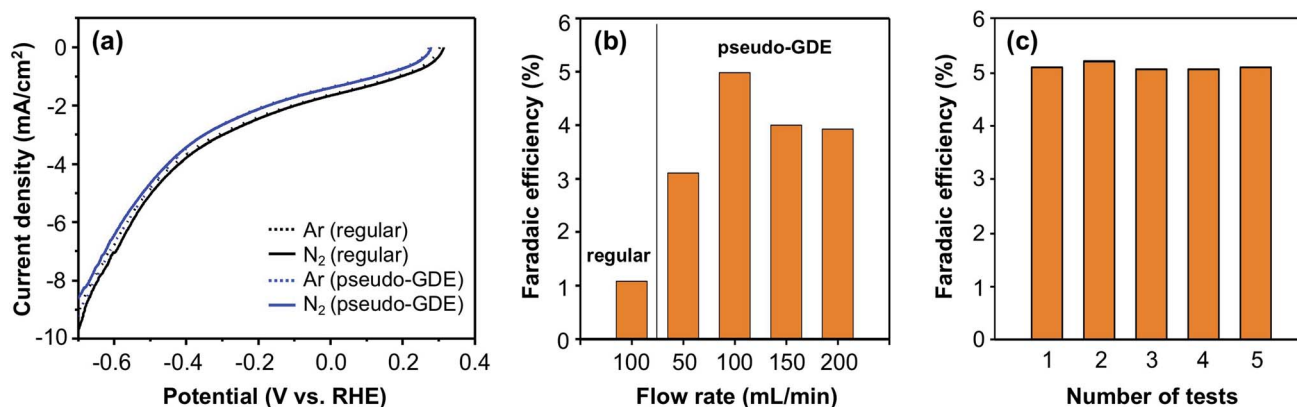 (a)
Current density (mA/cm²)
0
-2
-4
-6
-8
-10
Ar (regular)
N₂ (regular)
Ar (pseudo-GDE)
N₂ (pseudo-GDE)
-0.6 -0.4 -0.2 0.0 0.2 0.4
Potential (V vs. RHE)
(b)
Faradaic efficiency (%)
6
5
4
3
2
1
0
regular
pseudo-GDE
100 50 100 150 200
Flow rate (mL/min)
(c)
Faradaic efficiency (%)
6
5
4
3
2
1
0
1 2 3 4 5
Number of tests